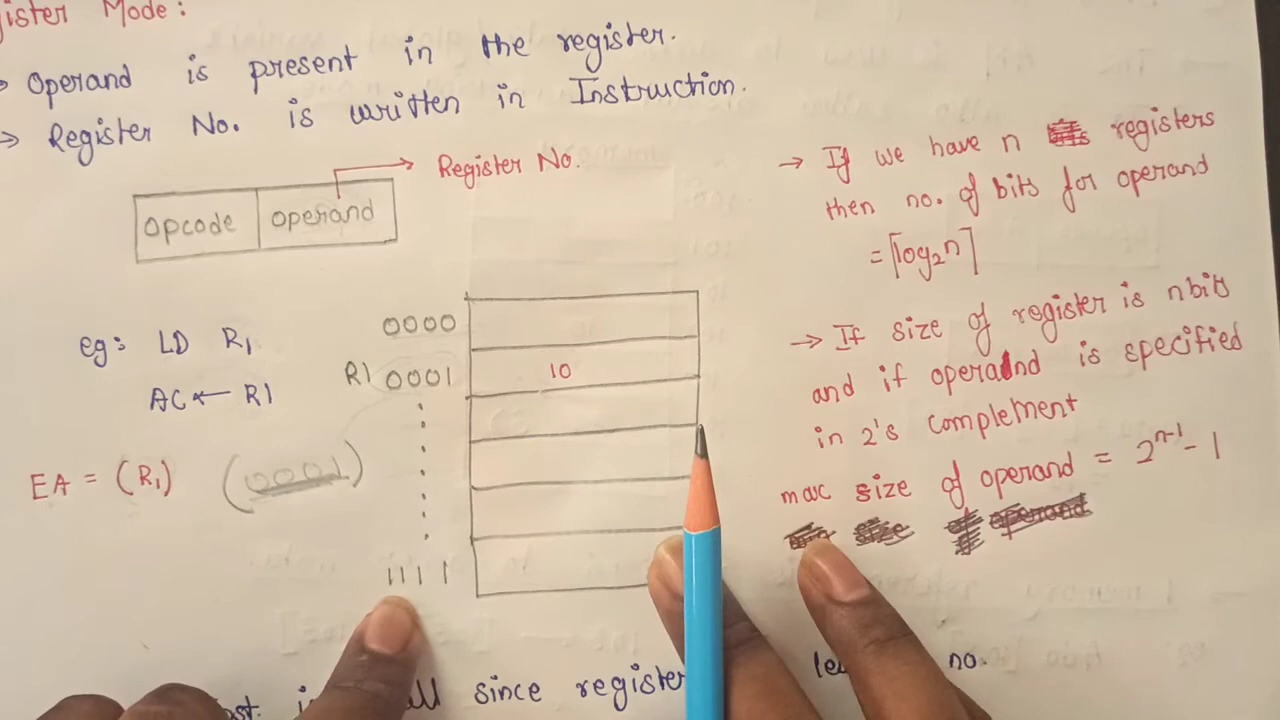 ister Mode:
Operand is present in the register.
→ Register No. is written in Instruction.
Register No.
opcode operand
eg: LD R1
AC ← R1
EA = (R1) (0001)
0000
R1 0001 10
1111
→ If we have n registers
then no. of bits for operand
= ⌈log₂n⌉
→ If size of register is n bits
and if operand is specified
in 2's complement
max size of operand = 2ⁿ⁻¹ - 1
since register no.